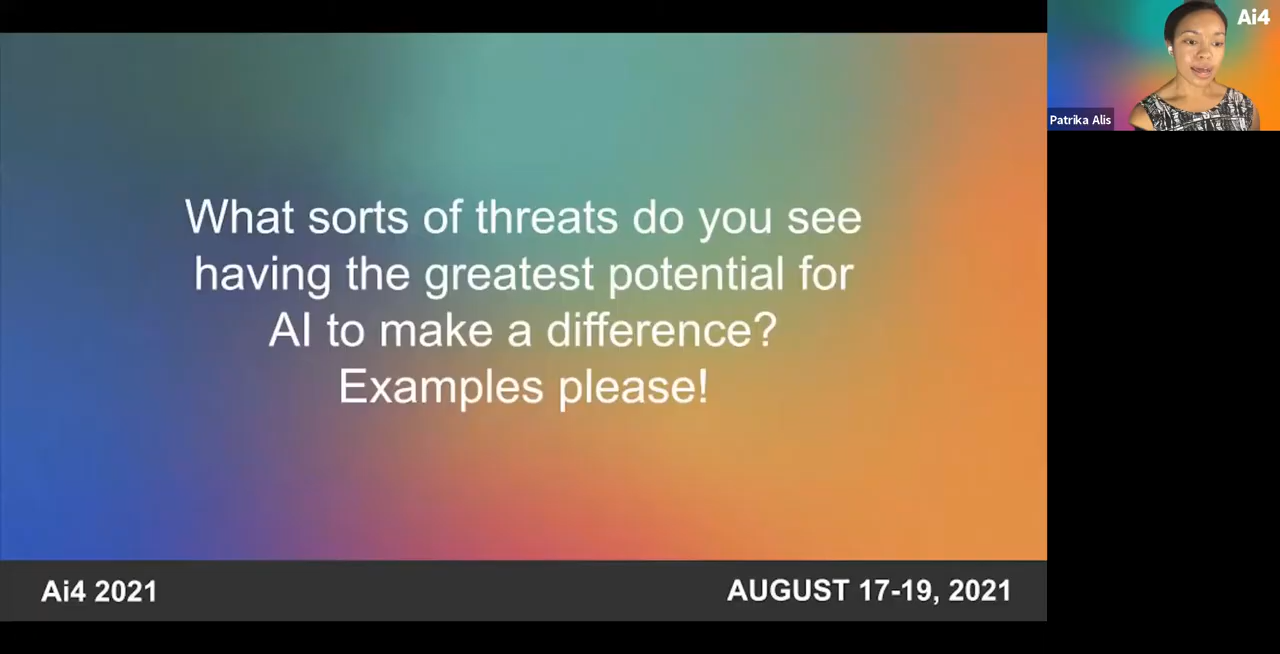 What sorts of threats do you see
having the greatest potential for
AI to make a difference?
Examples please!
Ai4 2021
AUGUST 17-19, 2021
Ai4
Patrika Alis